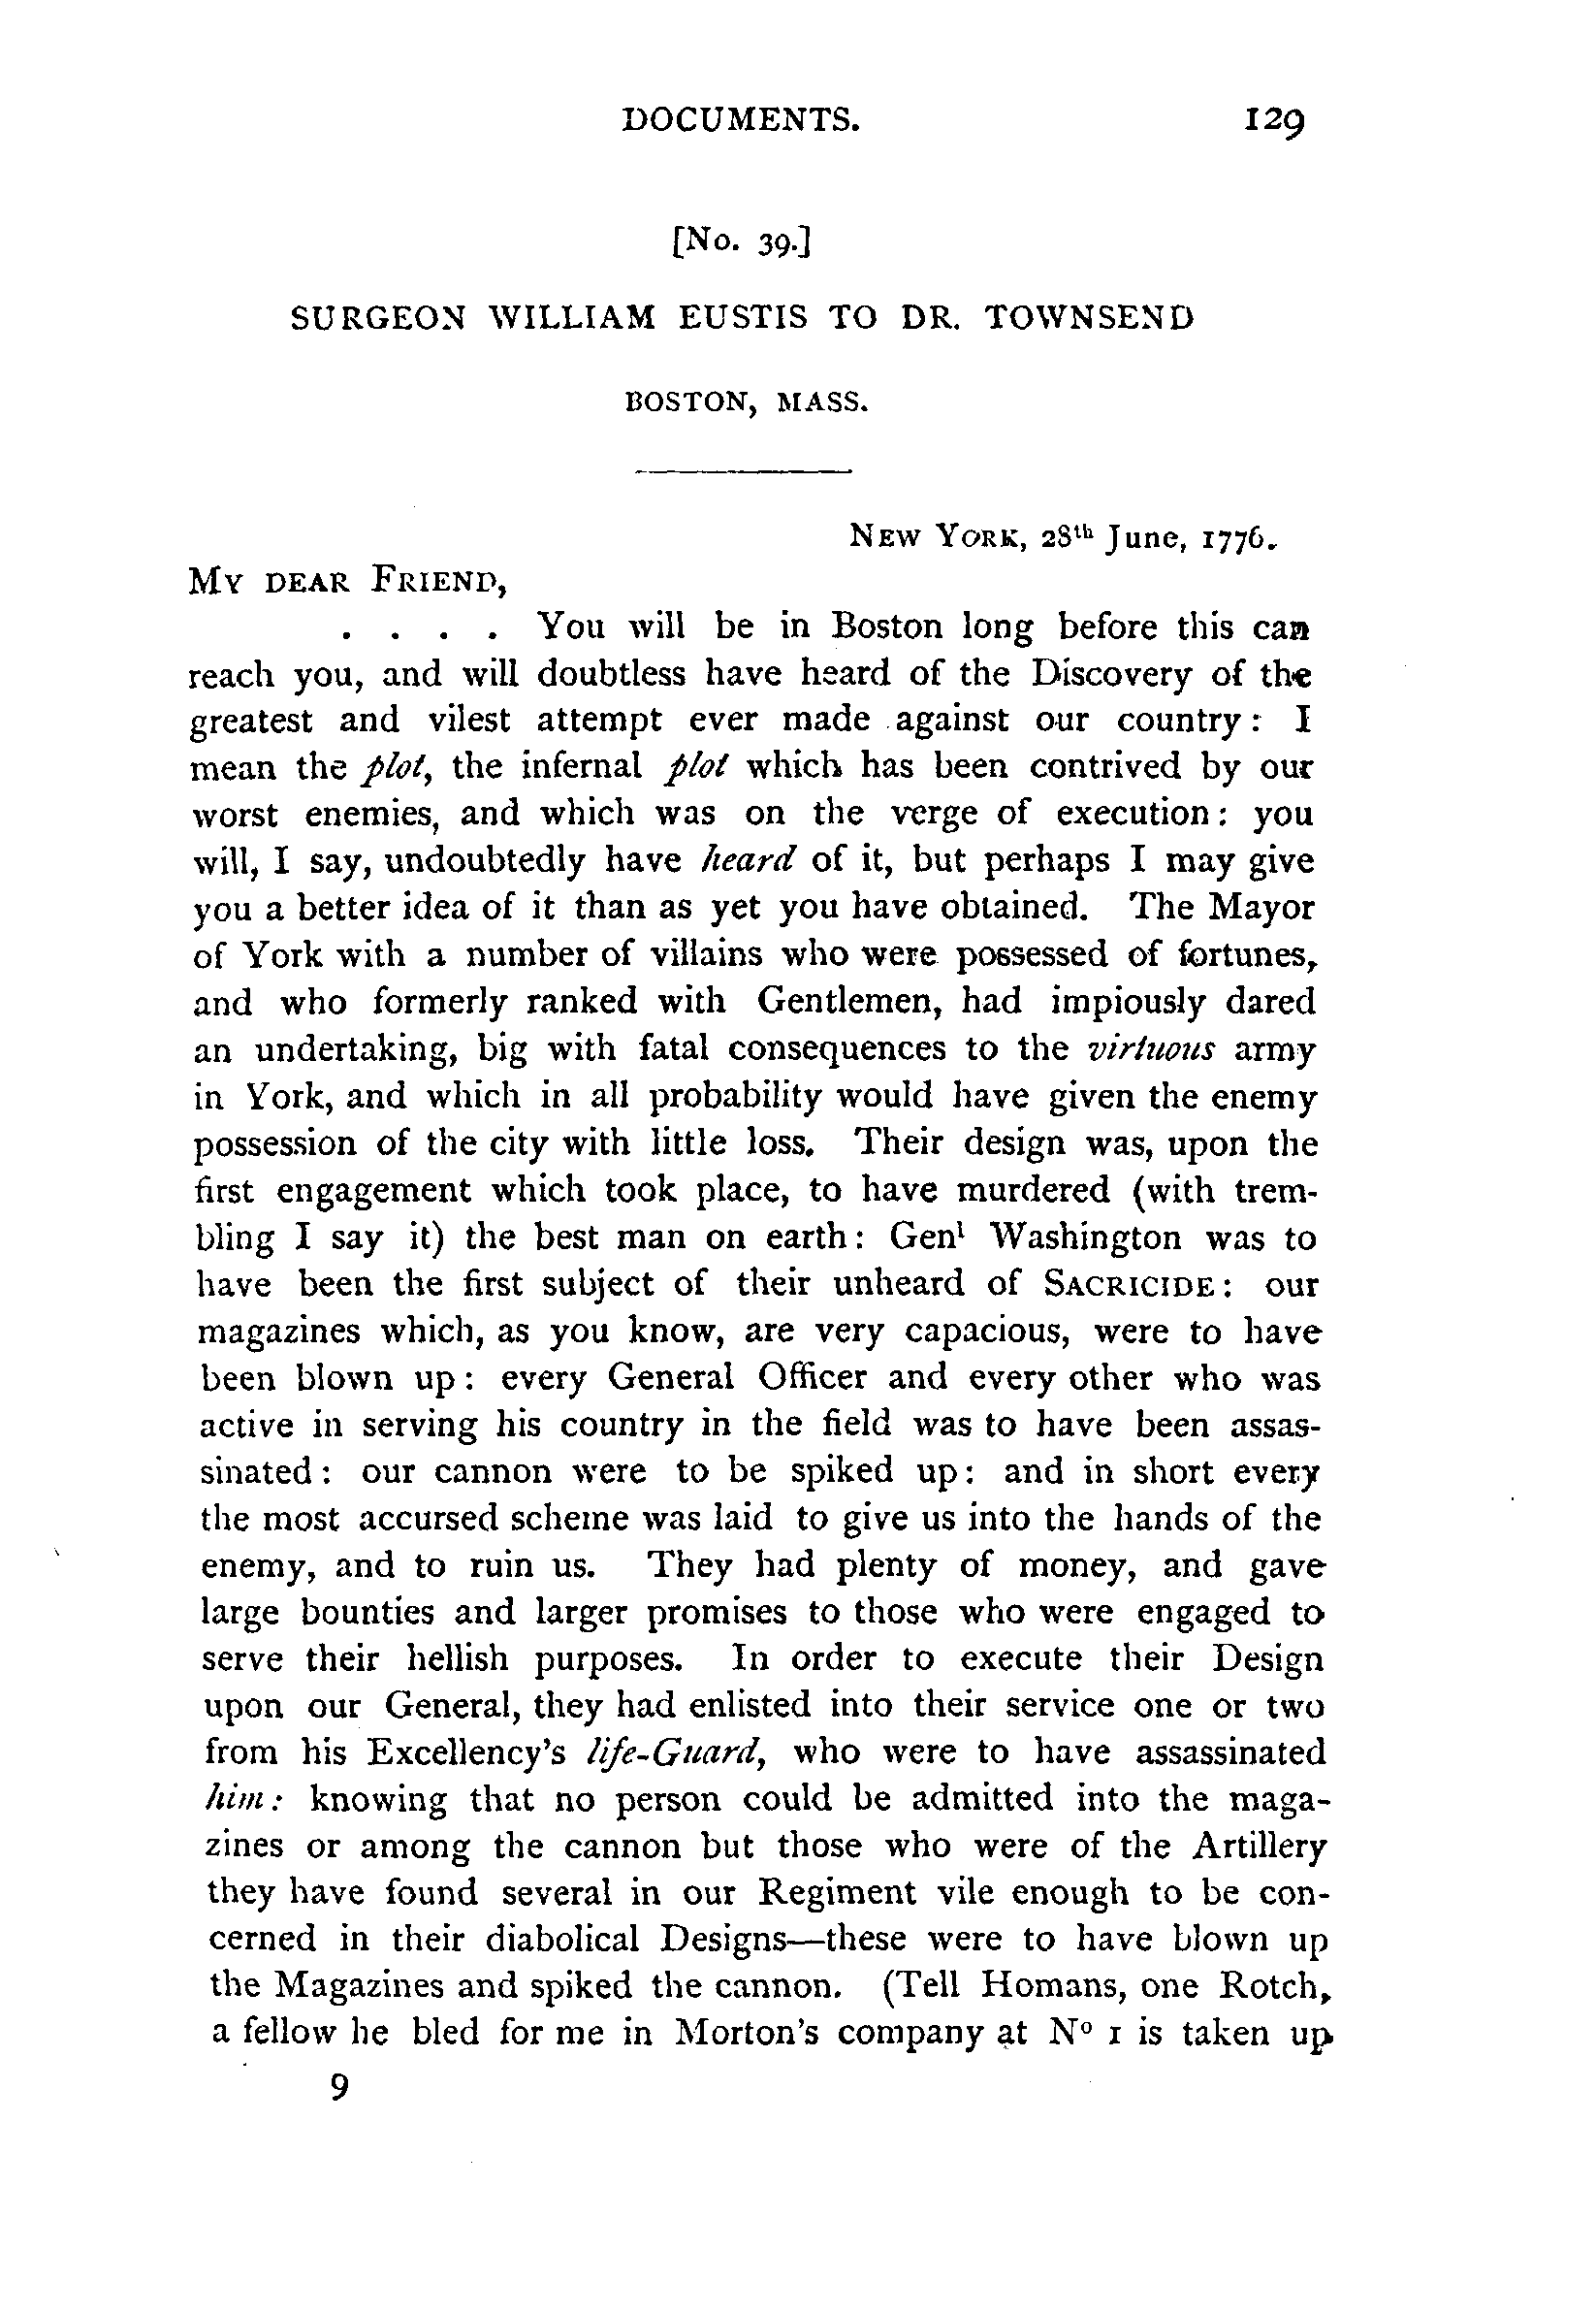 DOCUMENTS. 129
[No. 39.]
SURGEON WILLIAM EUSTIS TO DR. TOWNSEND
BOSTON, MASS.
NEW YORK, 28th June, 1776.
MY DEAR FRIEND,
. . . . You will be in Boston long before this can
reach you, and will doubtless have heard of the Discovery of the
greatest and vilest attempt ever made against our country: I
mean the plot, the infernal plot which has been contrived by our
worst enemies, and which was on the verge of execution: you
will, I say, undoubtedly have heard of it, but perhaps I may give
you a better idea of it than as yet you have obtained. The Mayor
of York with a number of villains who were possessed of fortunes,
and who formerly ranked with Gentlemen, had impiously dared
an undertaking, big with fatal consequences to the virtuous army
in York, and which in all probability would have given the enemy
possession of the city with little loss. Their design was, upon the
first engagement which took place, to have murdered (with trem-
bling I say it) the best man on earth: Genl Washington was to
have been the first subject of their unheard of SACRICIDE: our
magazines which, as you know, are very capacious, were to have
been blown up: every General Officer and every other who was
active in serving his country in the field was to have been assas-
sinated: our cannon were to be spiked up: and in short every
the most accursed scheme was laid to give us into the hands of the
enemy, and to ruin us. They had plenty of money, and gave
large bounties and larger promises to those who were engaged to
serve their hellish purposes. In order to execute their Design
upon our General, they had enlisted into their service one or two
from his Excellency's life-Guard, who were to have assassinated
him: knowing that no person could be admitted into the maga-
zines or among the cannon but those who were of the Artillery
they have found several in our Regiment vile enough to be con-
cerned in their diabolical Designs—these were to have blown up
the Magazines and spiked the cannon. (Tell Homans, one Rotch,
a fellow he bled for me in Morton's company at No 1 is taken up
9